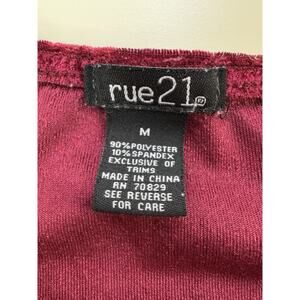 rue21
M
90%POLYESTER
10%SPANDEX
EXCLUSIVE OF
TRIMS
MADE IN CHINA
RN 70829
SEE REVERSE
FOR CARE